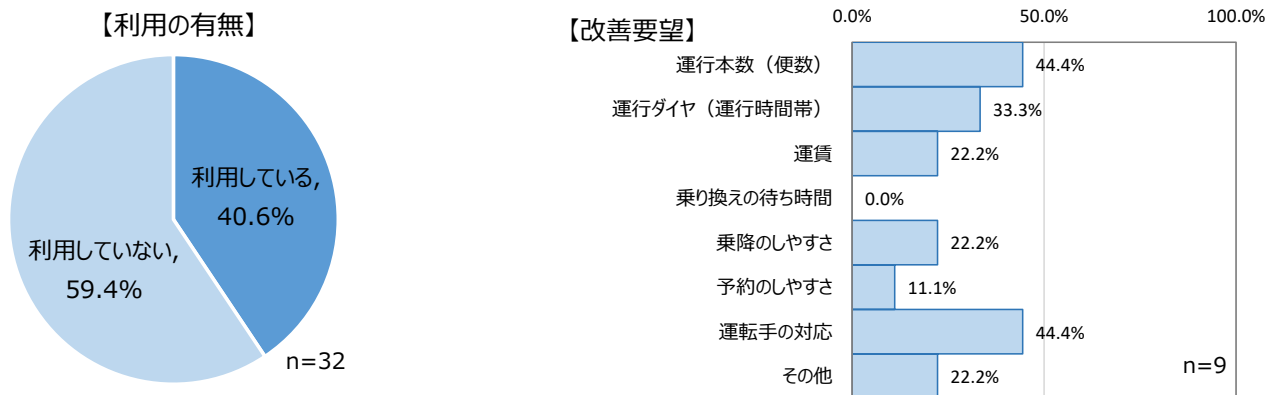 【利用の有無】
利用している,
40.6%
利用していない,
59.4%
n=32
【改善要望】
0.0%
50.0%
100.0%
運行本数（便数）
44.4%
運行ダイヤ（運行時間帯）
33.3%
運賃
22.2%
乗り換えの待ち時間
0.0%
乗降のしやすさ
22.2%
予約のしやすさ
11.1%
運転手の対応
44.4%
その他
22.2%
n=9